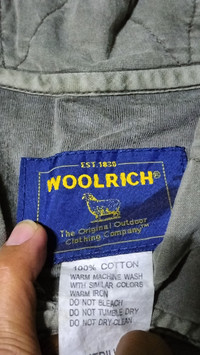 EST. 1830
WOOLRICH®
The Original Outdoor
Clothing Company™
100% COTTON
WARM MACHINE WASH
WITH SIMILAR COLORS
WARM IRON
DO NOT BLEACH
DO NOT TUMBLE DRY
DO NOT DRY-CLEAN